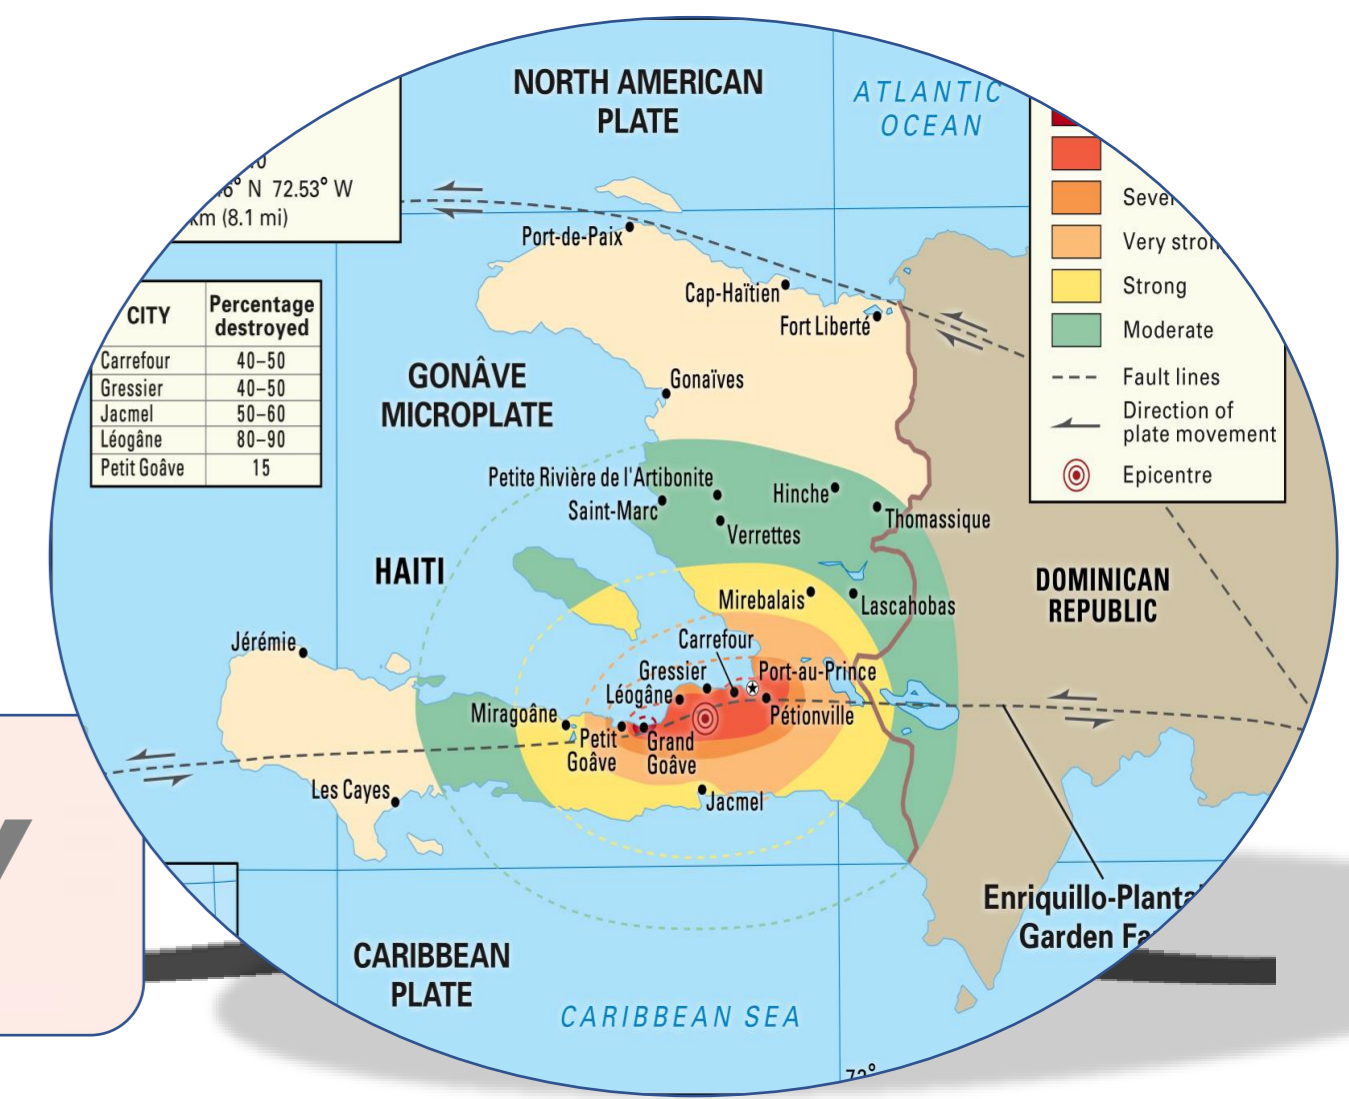 NORTH AMERICAN
PLATE
ATLANTIC
OCEAN
N 72.53° W
km (8.1 mi)
CITY
Percentage
destroyed
Carrefour 40–50
Gressier 40–50
Jacmel 50–60
Léogâne 80–90
Petit Goâve 15
Very
Strong
Moderate
Fault lines
Direction of
plate movement
Epicentre
Port-de-Paix
Cap-Haïtien
Fort Liberté
GONÂVE
MICROPLATE
Gonaïves
Petite Rivière de l'Artibonite
Saint-Marc
Hinche
Verrettes
Thomassique
HAITI
DOMINICAN
REPUBLIC
Mirebalais
Lascahobas
Carrefour
Jérémie
Gressier
Port-au-Prince
Léogâne
Miragoâne
Pétionville
Petit
Goâve
Grand
Goâve
Les Cayes
Jacmel
Garden
CARIBBEAN
PLATE
CARIBBEAN SEA